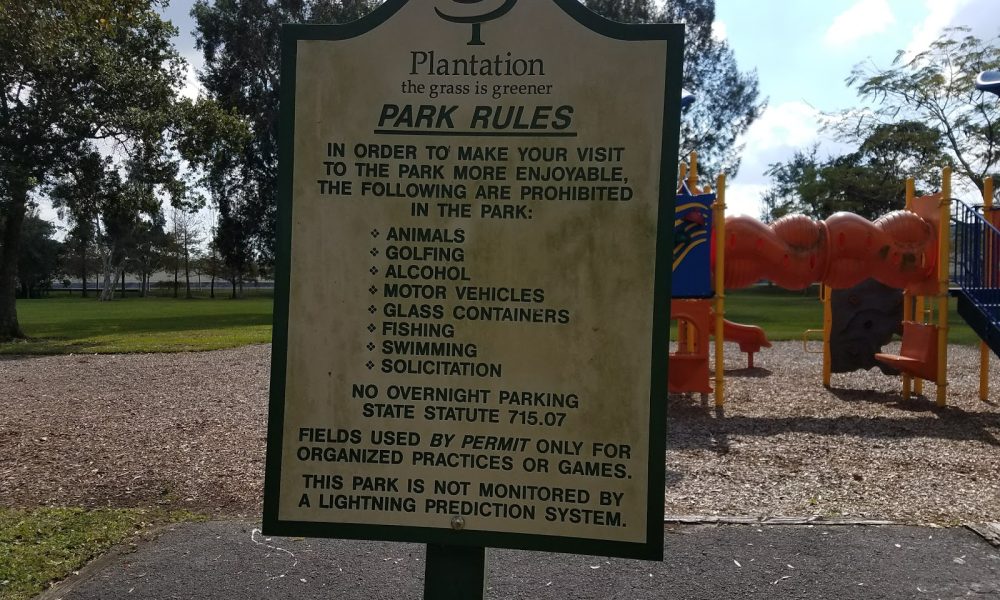 Plantation
the grass is greener
PARK RULES
IN ORDER TO MAKE YOUR VISIT
TO THE PARK MORE ENJOYABLE,
THE FOLLOWING ARE PROHIBITED
IN THE PARK:
❖ ANIMALS
❖ GOLFING
❖ ALCOHOL
❖ MOTOR VEHICLES
❖ GLASS CONTAINERS
❖ FISHING
❖ SWIMMING
❖ SOLICITATION
NO OVERNIGHT PARKING
STATE STATUTE 715.07
FIELDS USED BY PERMIT ONLY FOR
ORGANIZED PRACTICES OR GAMES.
THIS PARK IS NOT MONITORED BY
A LIGHTNING PREDICTION SYSTEM.